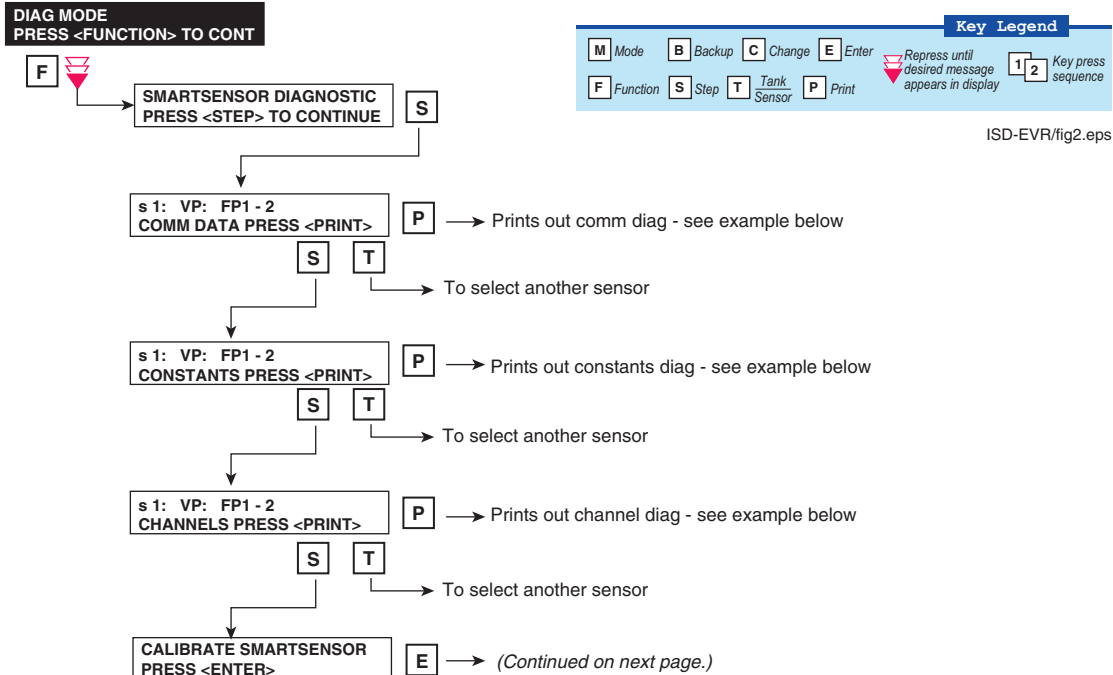 DIAG MODE
PRESS <FUNCTION> TO CONT
Key Legend
M Mode B Backup C Change E Enter
F Function S Step T Tank Sensor P Print
Repress until
desired message
appears in display
1 2 Key press
sequence
F
SMARTSENSOR DIAGNOSTIC
PRESS <STEP> TO CONTINUE
S
ISD-EVR/fig2.eps
s 1: VP: FP1 - 2
COMM DATA PRESS <PRINT>
P
Prints out comm diag - see example below
S T
To select another sensor
s 1: VP: FP1 - 2
CONSTANTS PRESS <PRINT>
P
Prints out constants diag - see example below
S T
To select another sensor
s 1: VP: FP1 - 2
CHANNELS PRESS <PRINT>
P
Prints out channel diag - see example below
S T
To select another sensor
CALIBRATE SMARTSENSOR
PRESS <ENTER>
E
(Continued on next page.)